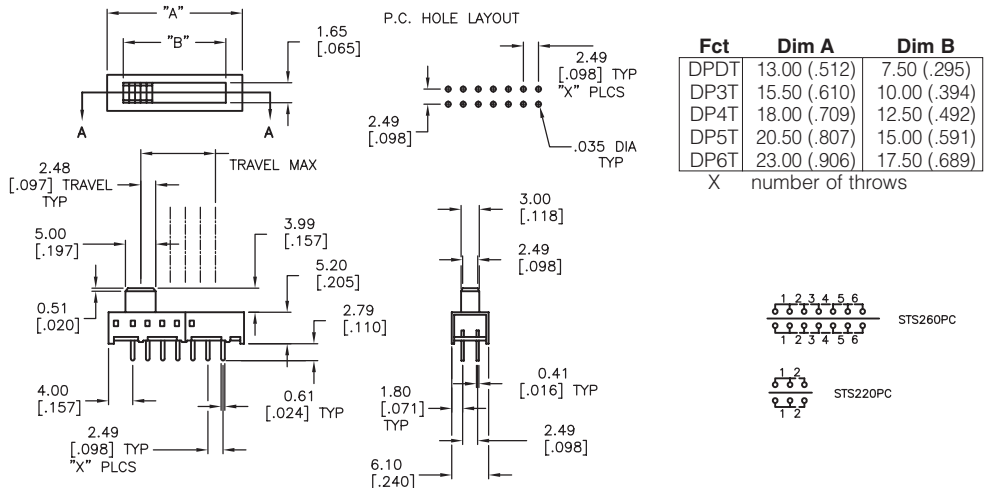 "A"
"B"
1.65
[.065]
A A
P.C. HOLE LAYOUT
2.49
[.098] TYP
"X" PLCS
2.49
[.098]
.035 DIA
TYP
Fct Dim A Dim B
DPDT 13.00 (.512) 7.50 (.295)
DP3T 15.50 (.610) 10.00 (.394)
DP4T 18.00 (.709) 12.50 (.492)
DP5T 20.50 (.807) 15.00 (.591)
DP6T 23.00 (.906) 17.50 (.689)
X number of throws
2.48
[.097] TRAVEL
TYP
TRAVEL MAX
5.00
[.197]
3.99
[.157]
5.20
[.205]
0.51
[.020]
2.79
[.110]
4.00
[.157]
0.61
[.024] TYP
2.49
[.098] TYP
"X" PLCS
3.00
[.118]
2.49
[.098]
0.41
[.016] TYP
1.80
[.071]
TYP
2.49
[.098]
6.10
[.240]
1 2 3 4 5 6
STS260PC
1 2 3 4 5 6
1 2
STS220PC
1 2